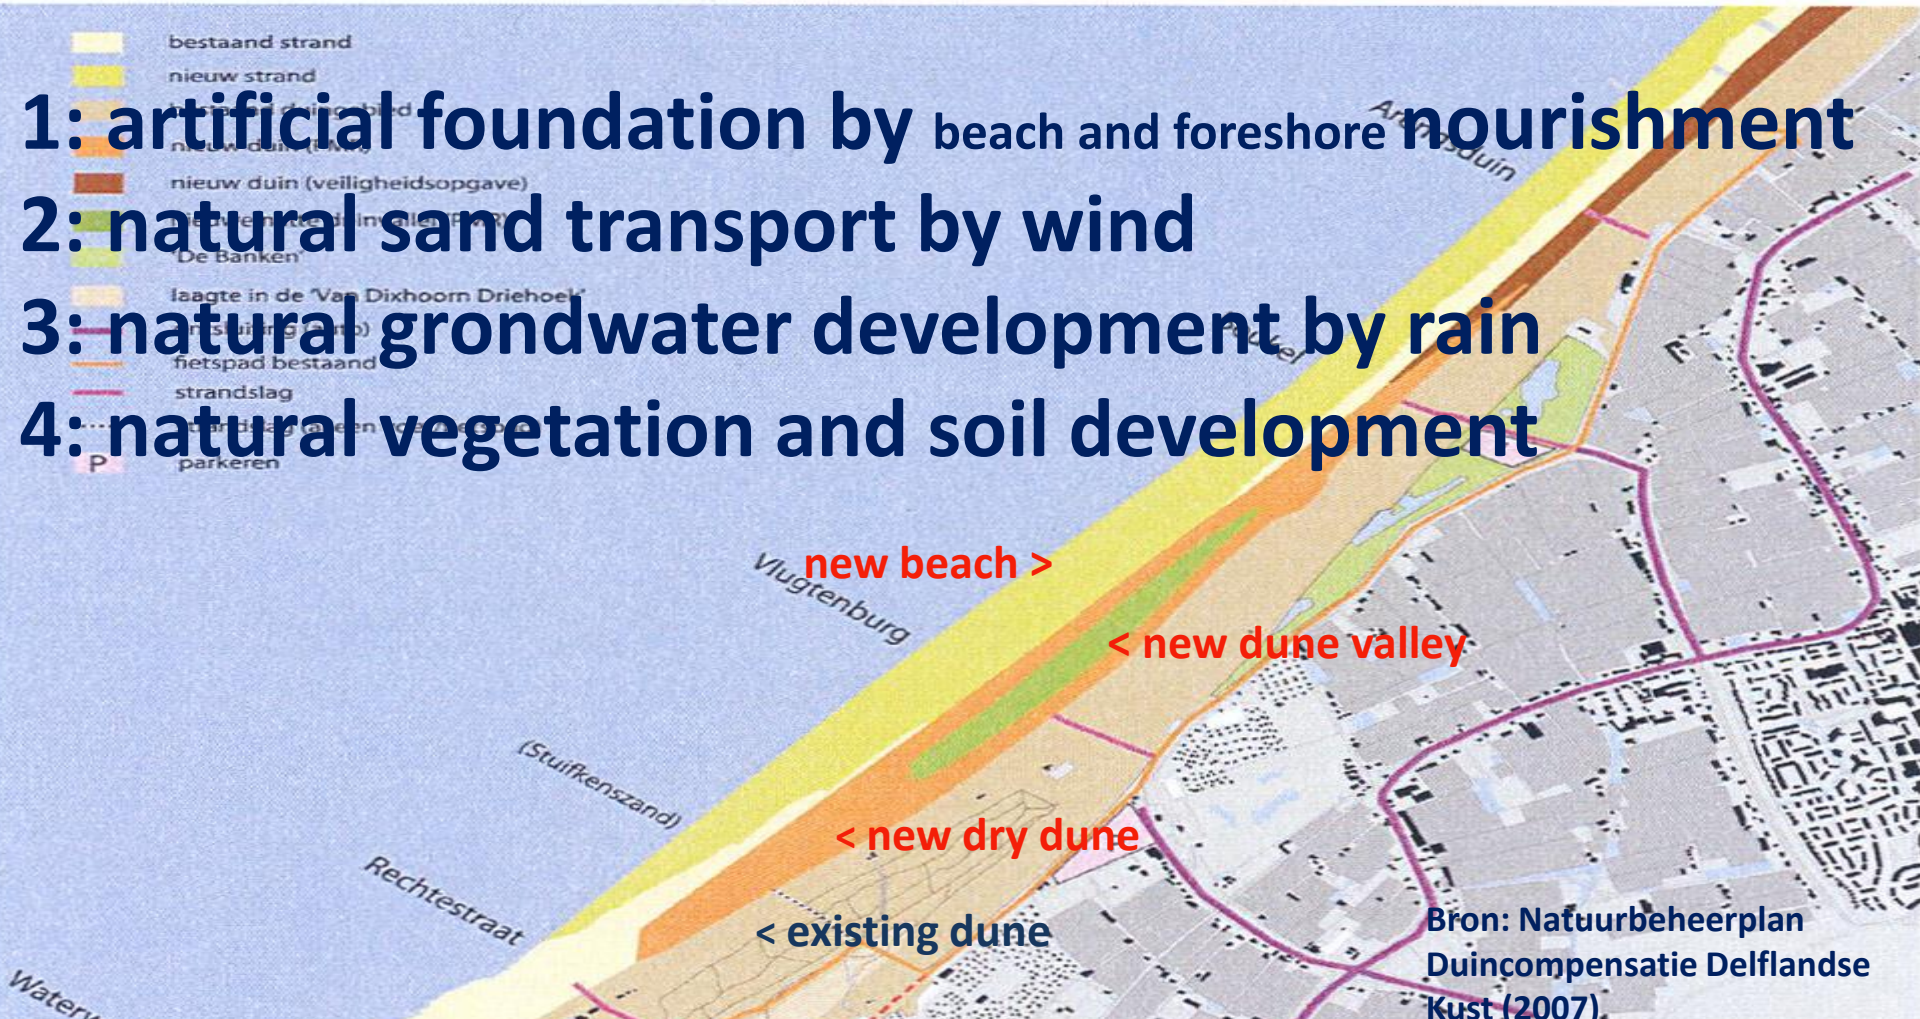 bestaand strand
nieuw strand
1: artificial foundation by beach and foreshore nourishment
nieuw duin (veiligheidsopgave)
2: natural sand transport by wind
'De Banken'
laagte in de 'Van Dixhoorn Driehoek'
3: natural grondwater development by rain
fietspad bestaand
strandslag
4: natural vegetation and soil development
P parkeren
Arendsduin
new beach >
Vlugtenburg
< new dune valley
(Stuifkenszand)
< new dry dune
Rechtestraat
< existing dune
Bron: Natuurbeheerplan
Duincompensatie Delflandse
Kust (2007)